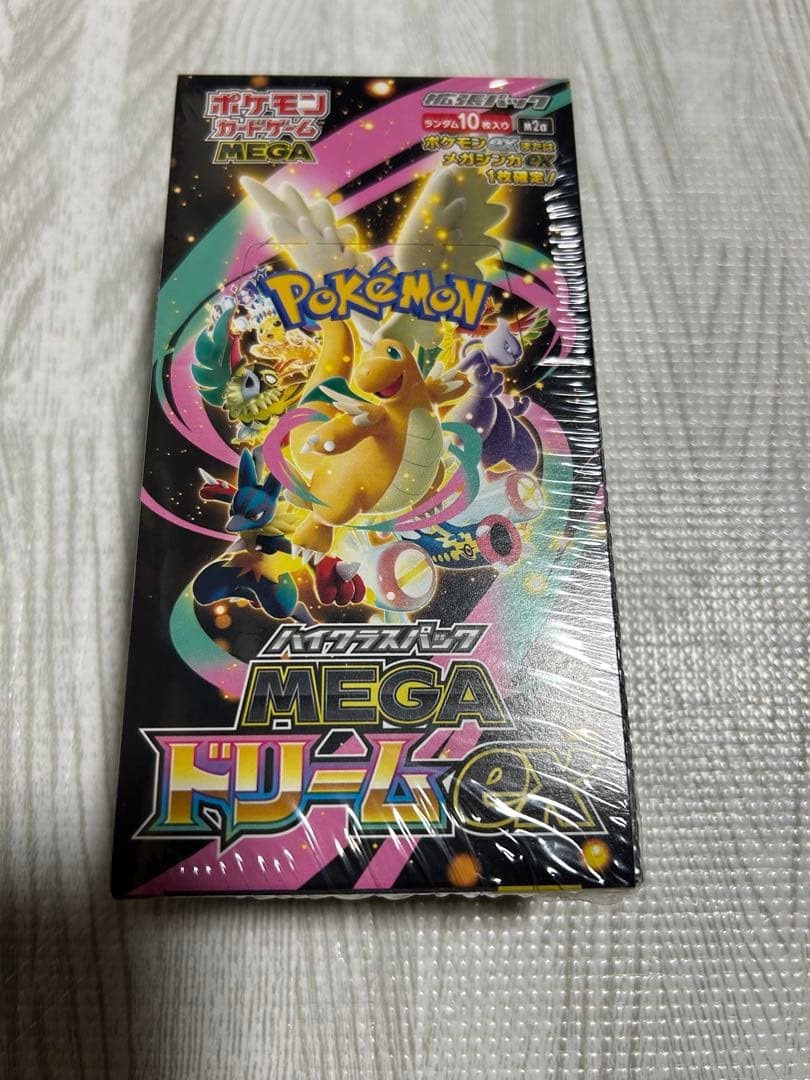 ポケモン
カードゲーム
MEGA
拡張パック
ランダム10枚入り M2a
ポケモンexまたは
メガシンカex
1枚確定!
POKéMON
ハイクラスパック
MEGA
ドリームex